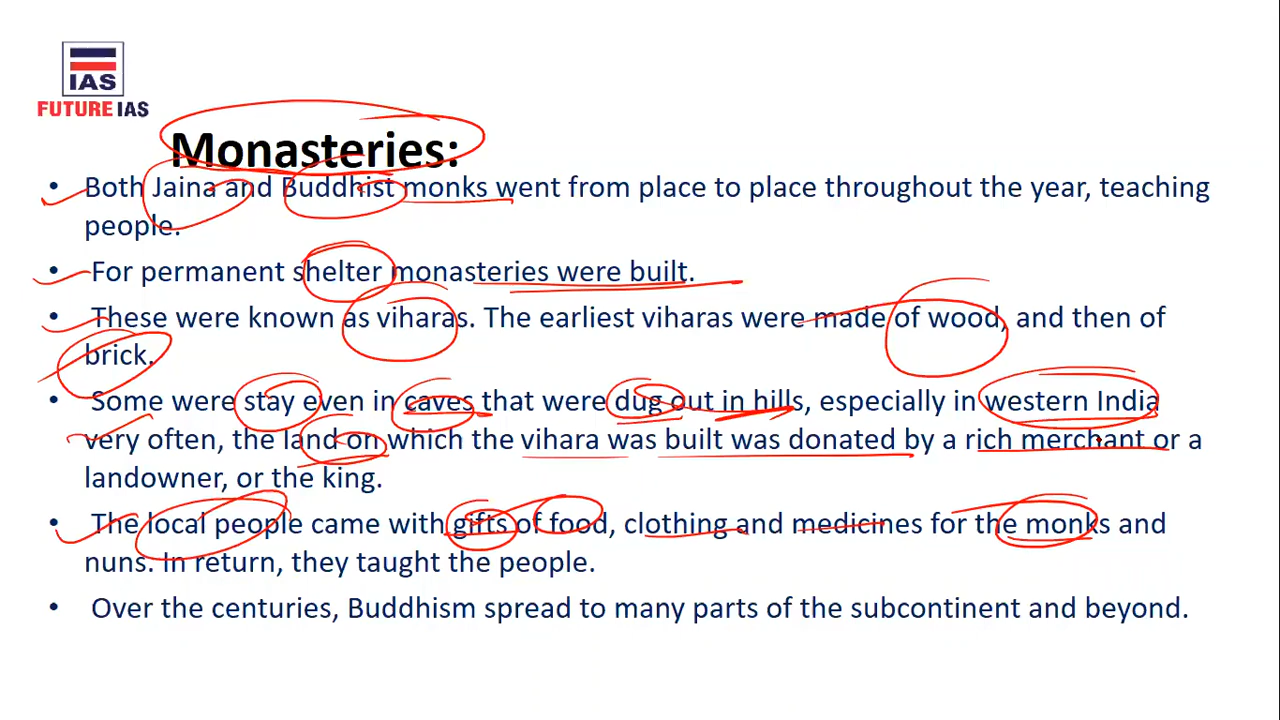 IAS
FUTURE IAS
Monasteries:
• Both Jaina and Buddhist monks went from place to place throughout the year, teaching
people.
• For permanent shelter monasteries were built.
• These were known as viharas. The earliest viharas were made of wood, and then of
brick.
• Some were stay even in caves that were dug out in hills, especially in western India
very often, the land on which the vihara was built was donated by a rich merchant or a
landowner, or the king.
• The local people came with gifts of food, clothing and medicines for the monks and
nuns. In return, they taught the people.
• Over the centuries, Buddhism spread to many parts of the subcontinent and beyond.